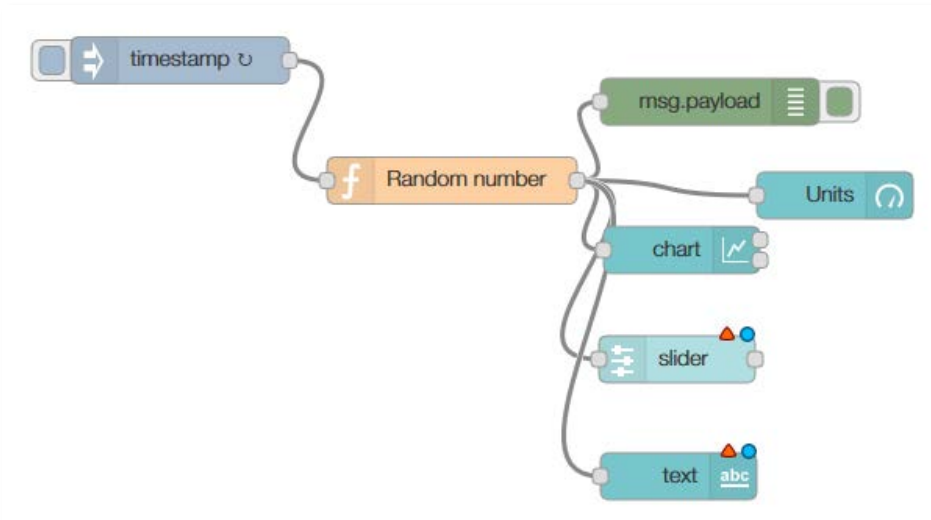 timestamp ↻
msg.payload
Random number
Units
chart
slider
text
abc